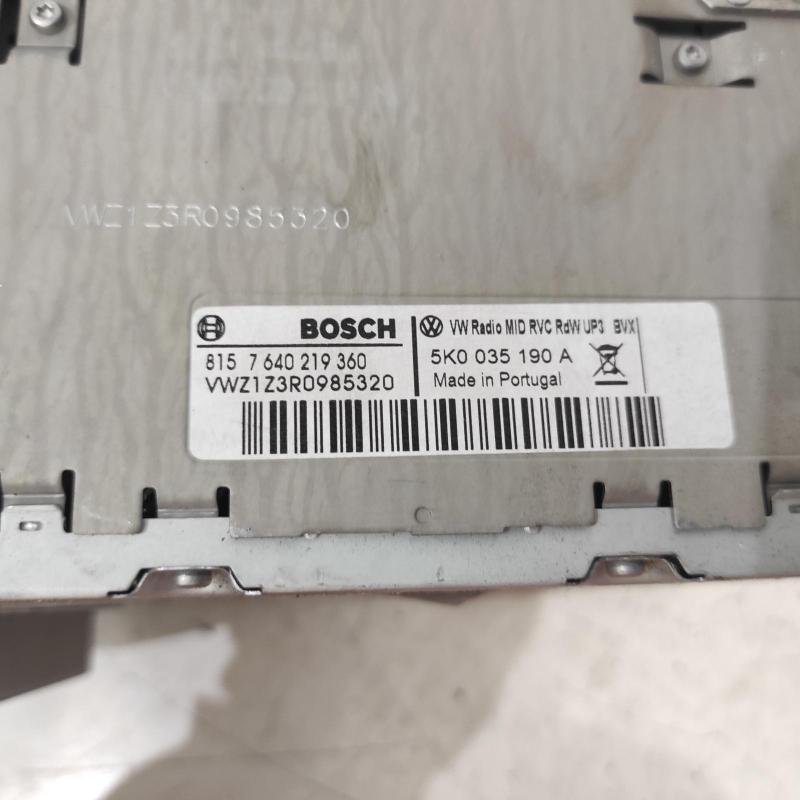 VWZ1Z3R0985320
BOSCH
815 7 640 219 360
VWZ1Z3R0985320
VW Radio MID RVC RdW UP3 BVX
5K0 035 190 A
Made in Portugal